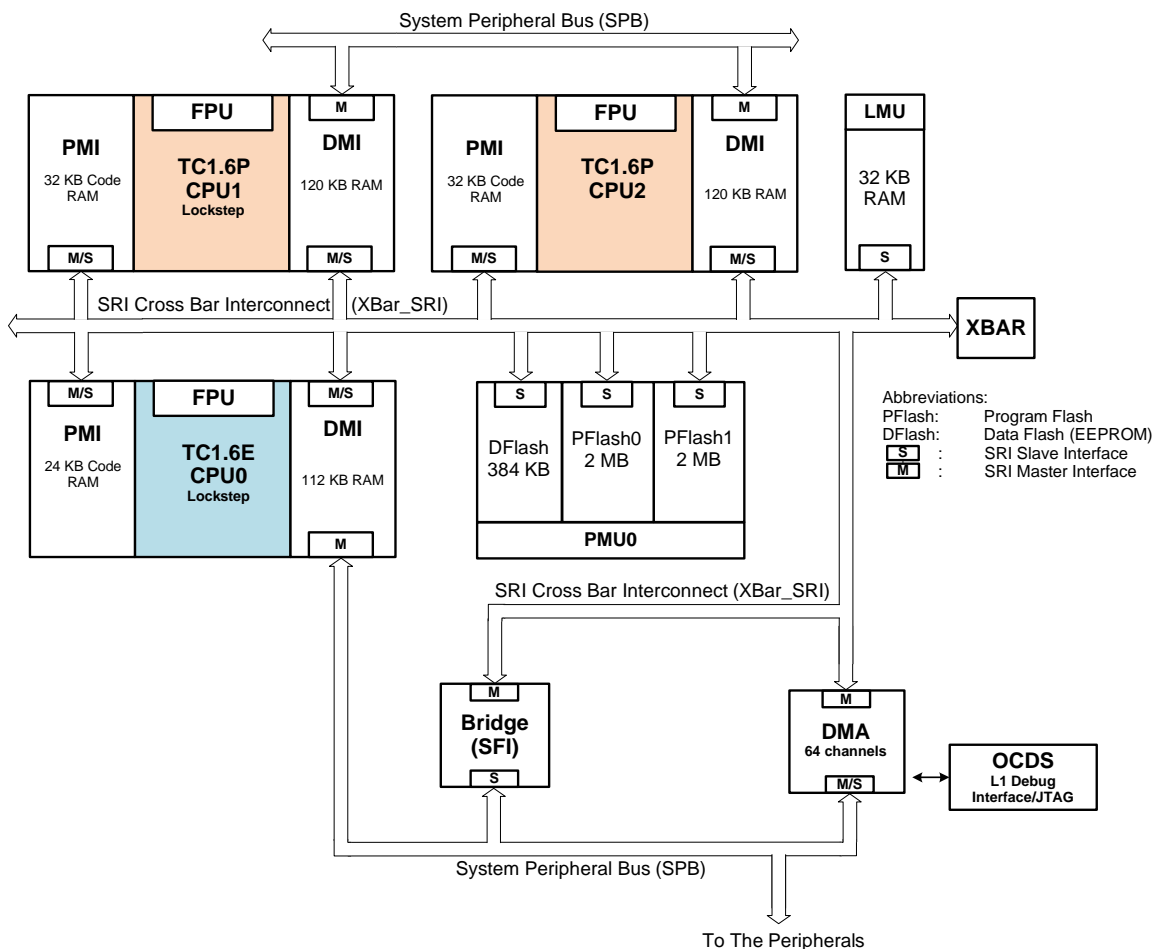 System Peripheral Bus (SPB)
FPU
M
PMI
32 KB Code
RAM
TC1.6P
CPU1
Lockstep
DMI
120 KB RAM
M/S
M/S
FPU
M
PMI
32 KB Code
RAM
TC1.6P
CPU2
DMI
120 KB RAM
M/S
M/S
LMU
32 KB
RAM
S
SRI Cross Bar Interconnect (XBar_SRI)
XBAR
M/S
FPU
M/S
PMI
24 KB Code
RAM
TC1.6E
CPU0
Lockstep
DMI
112 KB RAM
M
S
S
S
DFlash
384 KB
PFlash0
2 MB
PFlash1
2 MB
PMU0
Abbreviations:
PFlash: Program Flash
DFlash: Data Flash (EEPROM)
S : SRI Slave Interface
M : SRI Master Interface
SRI Cross Bar Interconnect (XBar_SRI)
M
Bridge
(SFI)
S
M
DMA
64 channels
M/S
OCDS
L1 Debug
Interface/JTAG
System Peripheral Bus (SPB)
To The Peripherals